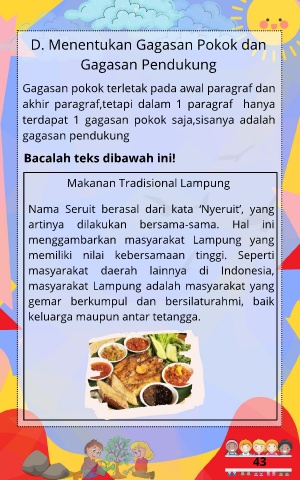 D. Menentukan Gagasan Pokok dan
Gagasan Pendukung
Gagasan pokok terletak pada awal paragraf dan
akhir paragraf,tetapi dalam 1 paragraf hanya
terdapat 1 gagasan pokok saja,sisanya adalah
gagasan pendukung
Bacalah teks dibawah ini!
Makanan Tradisional Lampung
Nama Seruit berasal dari kata ‘Nyeruit’, yang
artinya dilakukan bersama-sama. Hal ini
menggambarkan masyarakat Lampung yang
memiliki nilai kebersamaan tinggi. Seperti
masyarakat daerah lainnya di Indonesia,
masyarakat Lampung adalah masyarakat yang
gemar berkumpul dan bersilaturahmi, baik
keluarga maupun antar tetangga.
43